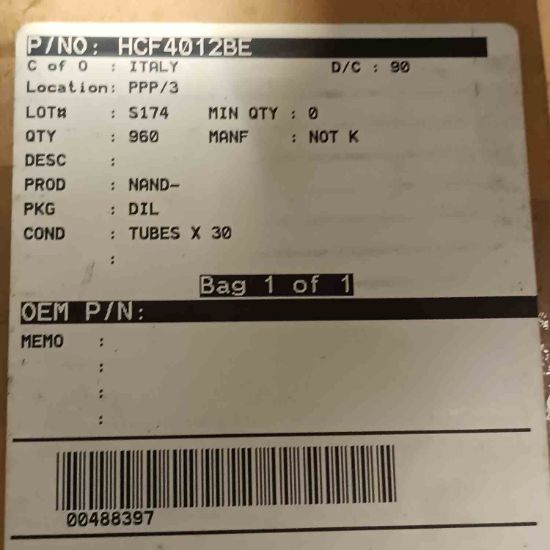 P/NO: HCF4012BE
C of O : ITALY D/C : 90
Location: PPP/3
LOT# : S174 MIN QTY : 0
QTY : 960 MANF : NOT K
DESC :
PROD : NAND-
PKG : DIL
COND : TUBES X 30
:
Bag 1 of 1
OEM P/N:
MEMO :
:
:
:
00488397